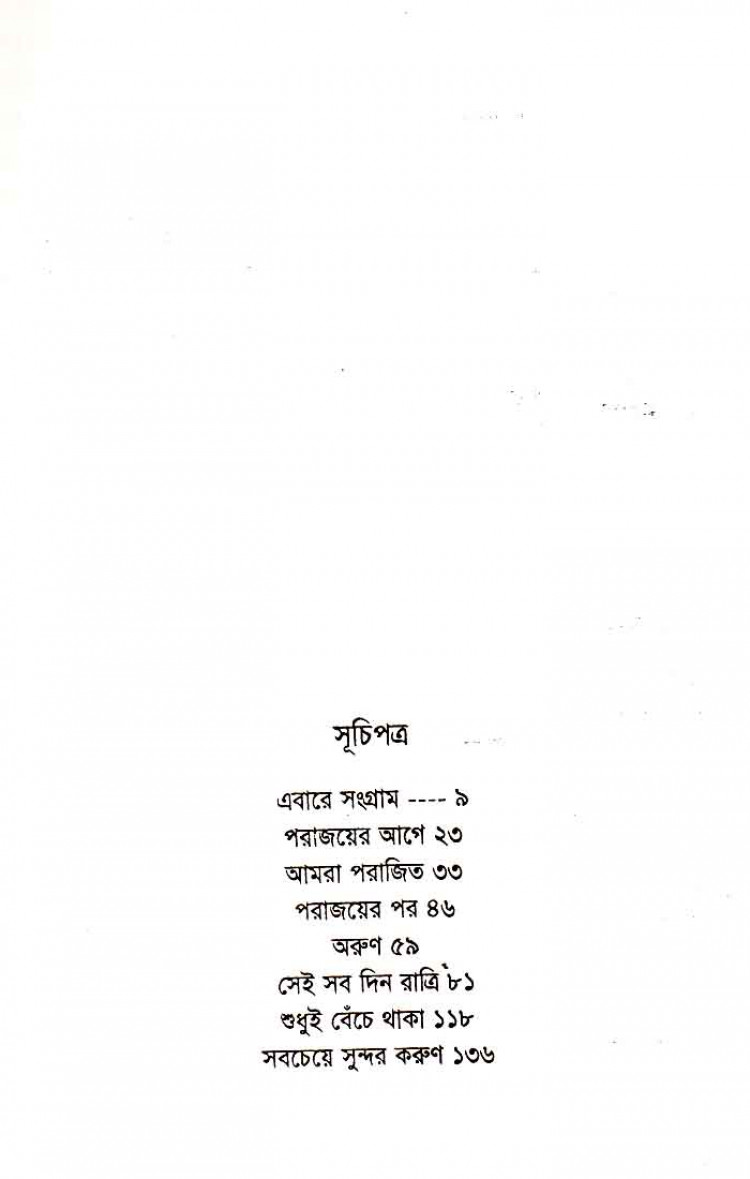 সূচিপত্র
এবারে সংগ্রাম ---- ৯
পরাজয়ের আগে ২৩
আমরা পরাজিত ৩৩
পরাজয়ের পর ৪৬
অরুণ ৫৯
সেই সব দিন রাত্রি ৮১
শুধুই বেঁচে থাকা ১১৮
সবচেয়ে সুন্দর করুণ ১৩৬